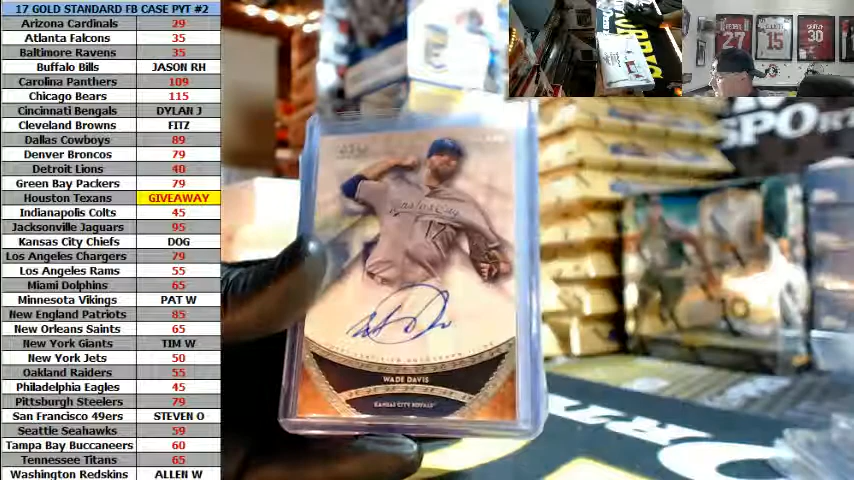 17 GOLD STANDARD FB CASE PYT #2
Arizona Cardinals 29
Atlanta Falcons 35
Baltimore Ravens 35
Buffalo Bills JASON RH
Carolina Panthers 109
Chicago Bears 115
Cincinnati Bengals DYLAN J
Cleveland Browns FITZ
Dallas Cowboys 89
Denver Broncos 79
Detroit Lions 40
Green Bay Packers 79
Houston Texans GIVEAWAY
Indianapolis Colts 45
Jacksonville Jaguars 95
Kansas City Chiefs DOG
Los Angeles Chargers 79
Los Angeles Rams 55
Miami Dolphins 65
Minnesota Vikings PAT W
New England Patriots 85
New Orleans Saints 65
New York Giants TIM W
New York Jets 50
Oakland Raiders 55
Philadelphia Eagles 45
Pittsburgh Steelers 79
San Francisco 49ers STEVEN O
Seattle Seahawks 59
Tampa Bay Buccaneers 60
Tennessee Titans 65
Washington Redskins ALLEN W
Kansas City
17
WADE DAVIS
KANSAS CITY ROYALS
27
15
30
SPORT